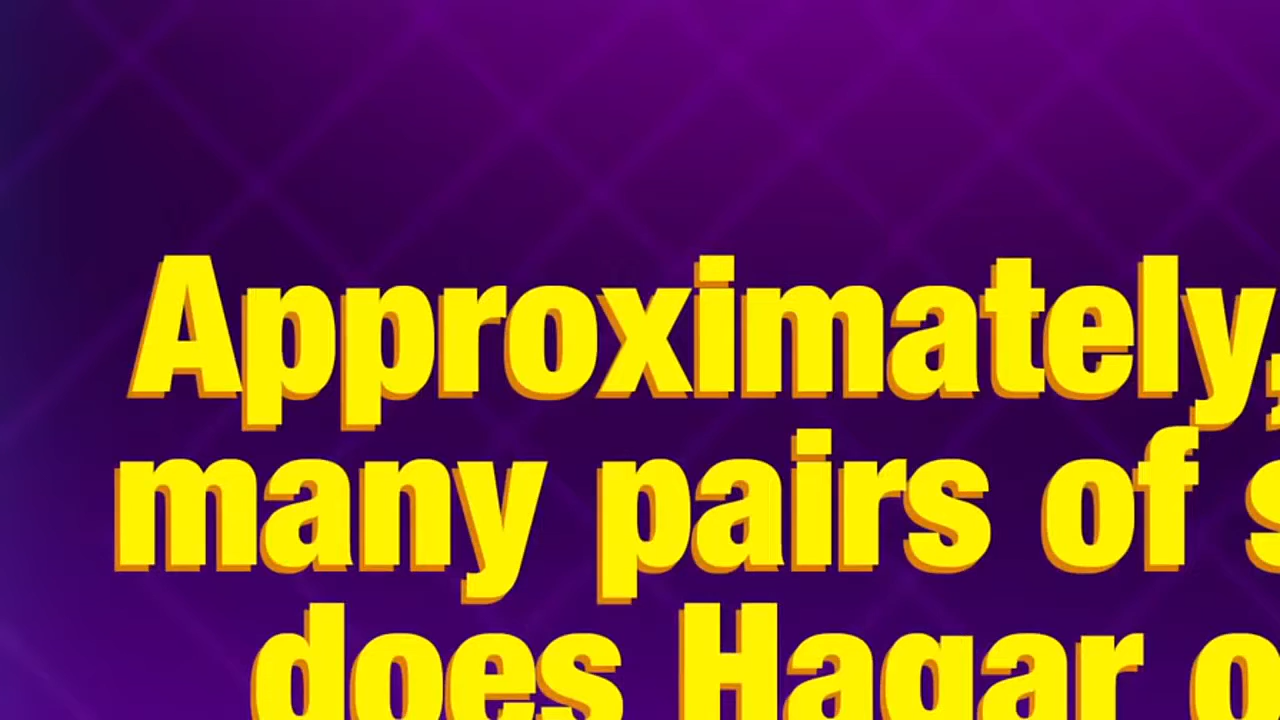 Approximately,
many pairs of
does Hagar